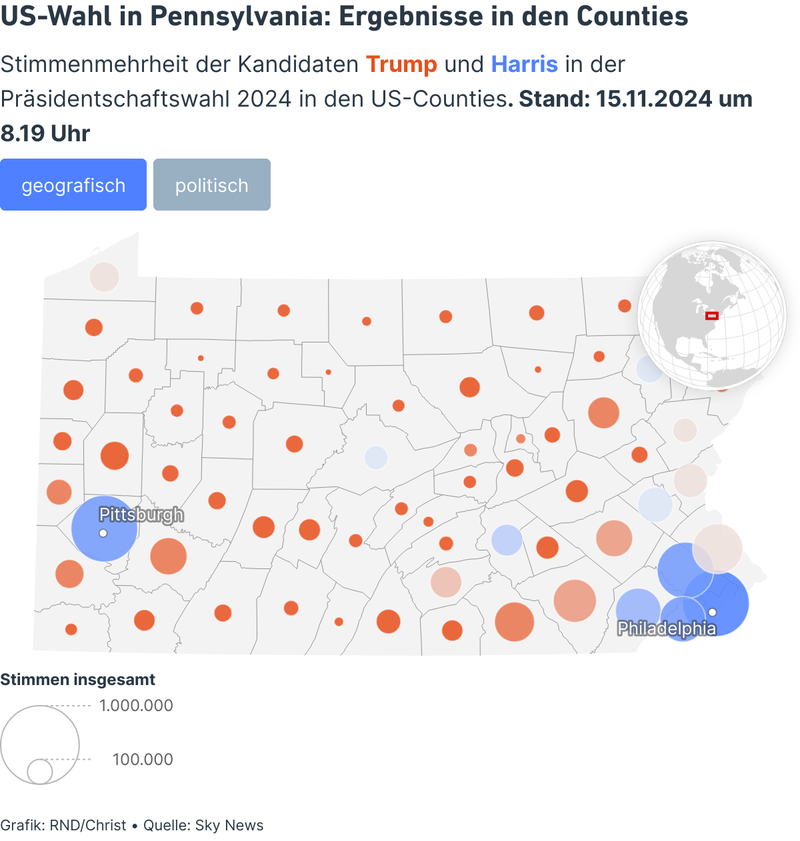 US-Wahl in Pennsylvania: Ergebnisse in den Counties
Stimmenmehrheit der Kandidaten Trump und Harris in der
Präsidentschaftswahl 2024 in den US-Counties. Stand: 15.11.2024 um
8.19 Uhr
geografisch politisch
Pittsburgh
Philadelphia
Stimmen insgesamt
1.000.000
100.000
Grafik: RND/Christ • Quelle: Sky News